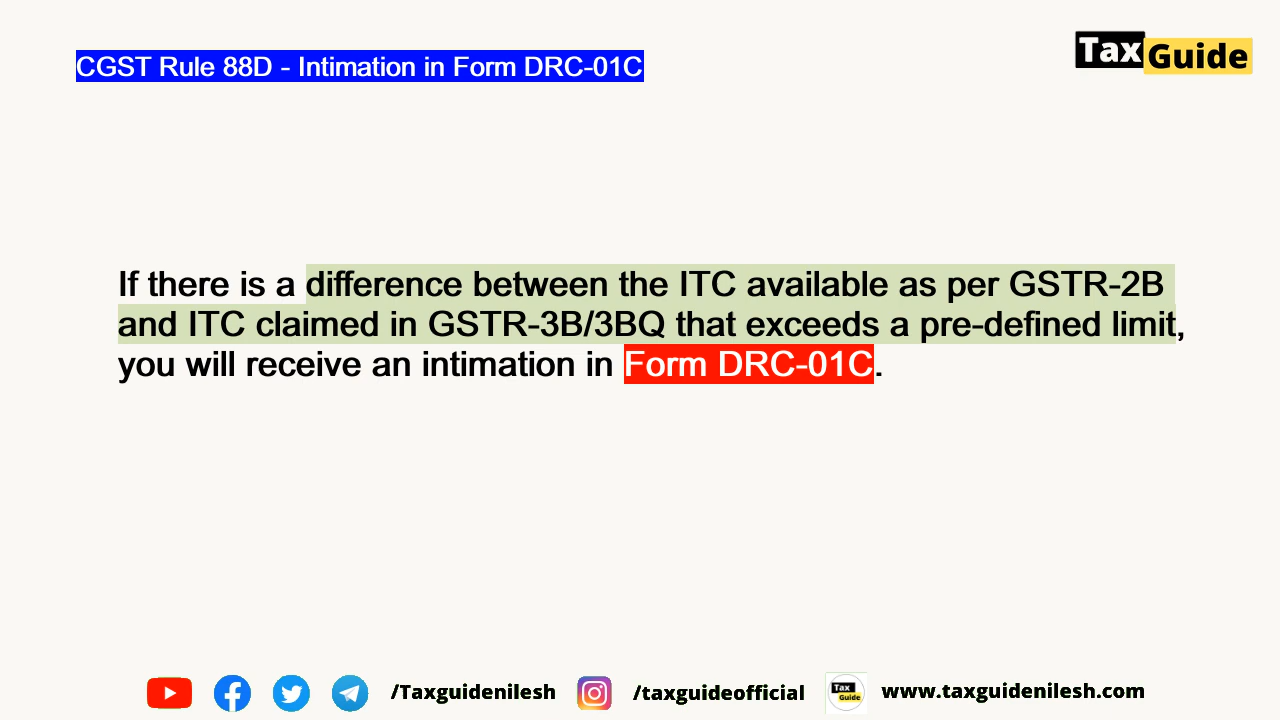 CGST Rule 88D - Intimation in Form DRC-01C
Tax Guide
If there is a difference between the ITC available as per GSTR-2B
and ITC claimed in GSTR-3B/3BQ that exceeds a pre-defined limit,
you will receive an intimation in Form DRC-01C.
/Taxguidenilesh /taxguideofficial Tax Guide www.taxguidenilesh.com